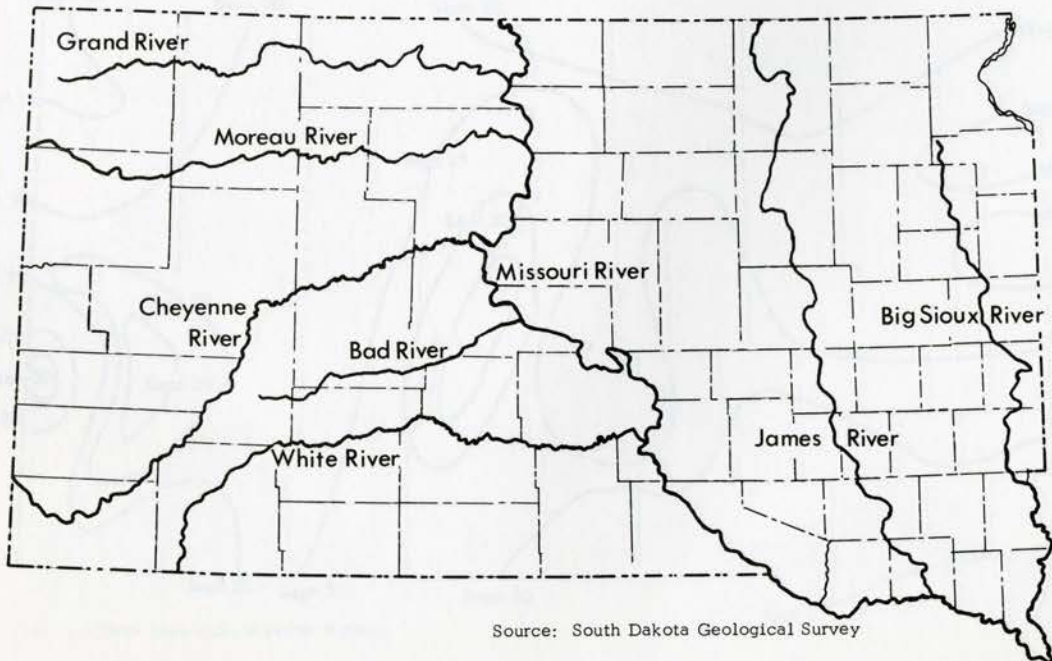 Grand River
Moreau River
Cheyenne
River
Missouri River
Bad River
Big Sioux River
White River
James River
Source: South Dakota Geological Survey